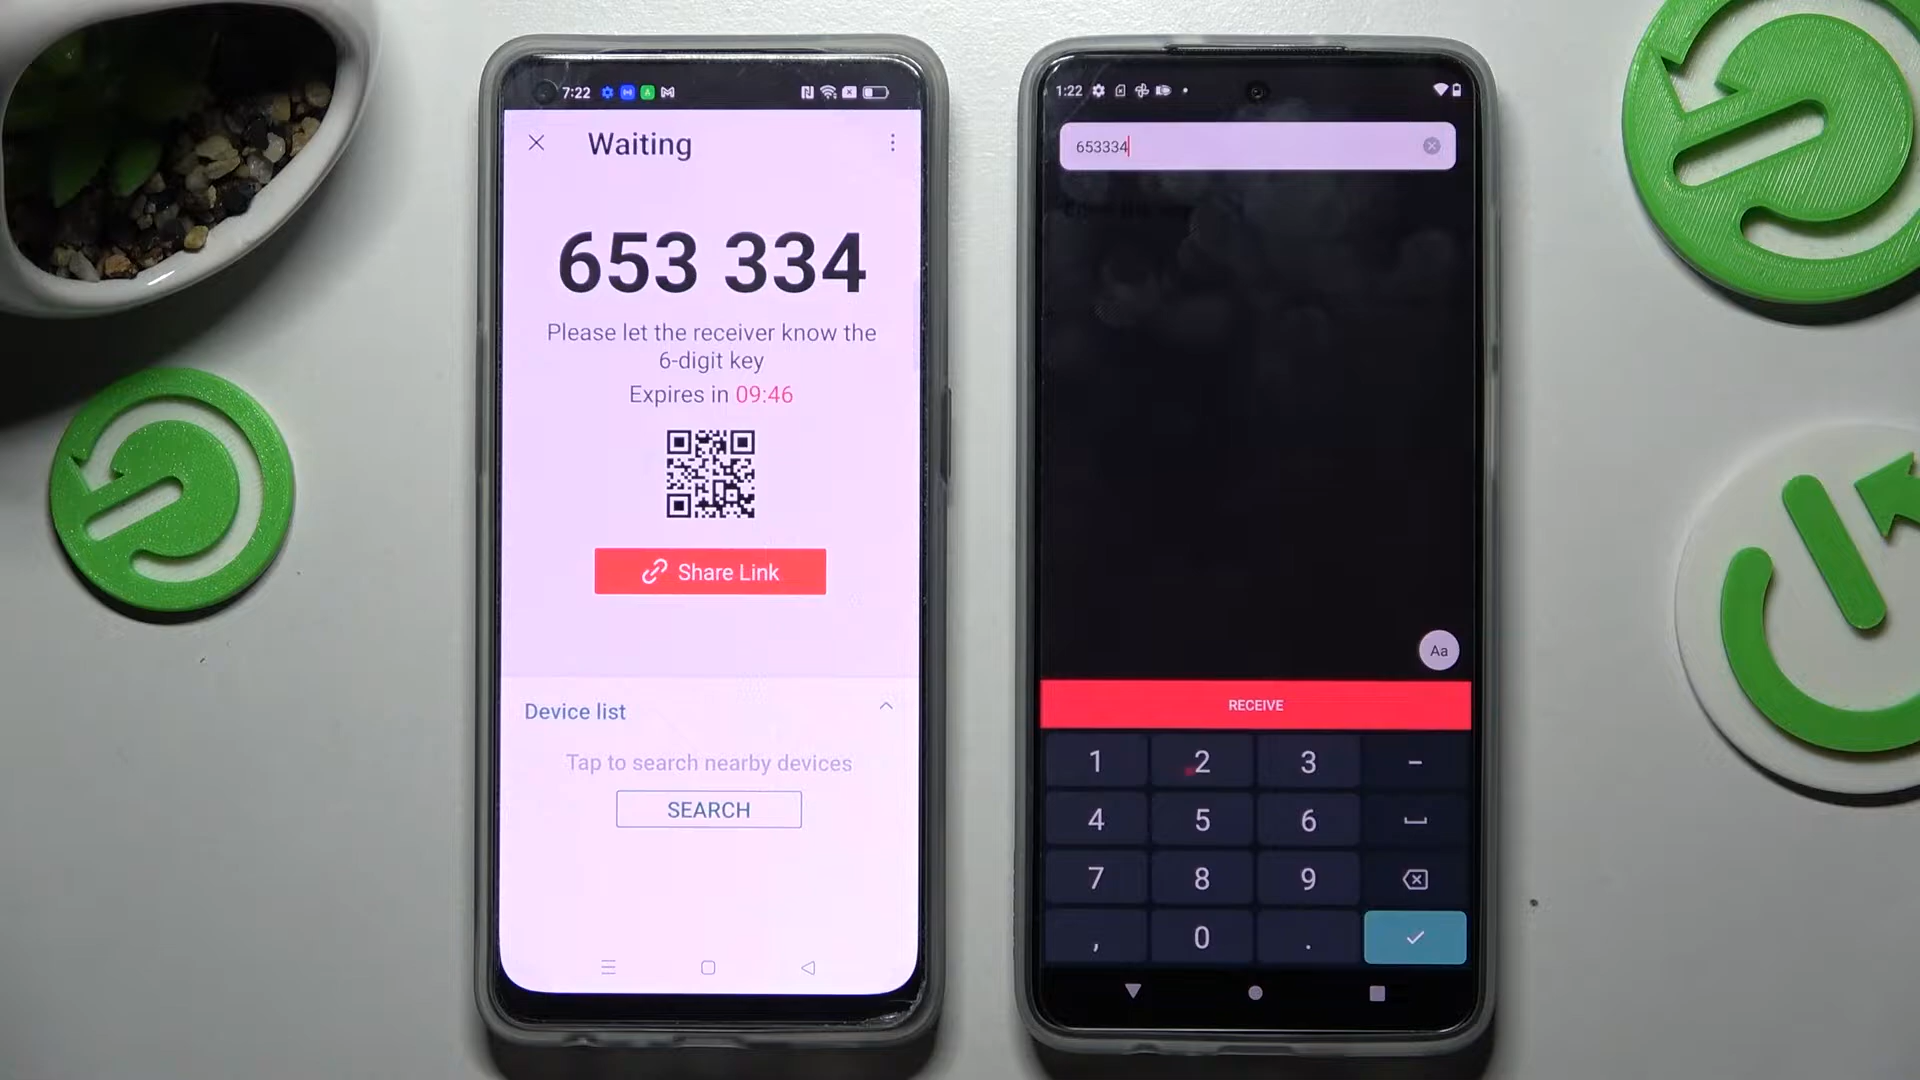 7:22
Waiting
653 334
Please let the receiver know the
6-digit key
Expires in 09:46
Share Link
Device list
Tap to search nearby devices
SEARCH
1:22
653334
Aa
RECEIVE
1 2 3 -
4 5 6
7 8 9
, 0 .